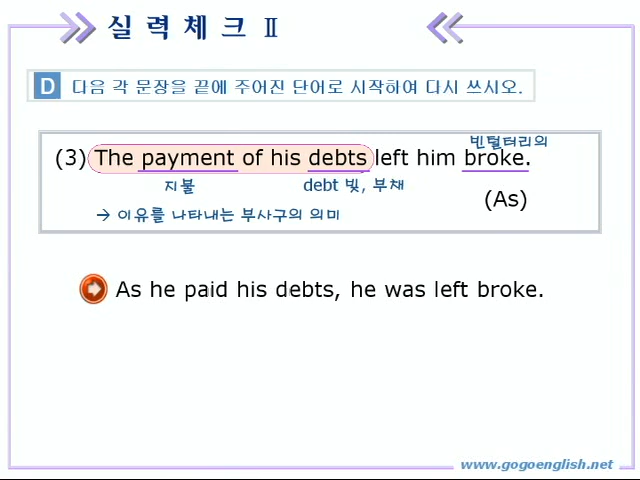 실 력 체 크 Ⅱ
D 다음 각 문장을 끝에 주어진 단어로 시작하여 다시 쓰시오.
빈털터리의
(3) The payment of his debts left him broke.
지불 debt 빚, 부채
(As)
→ 이유를 나타내는 부사구의 의미
As he paid his debts, he was left broke.
www.gogoenglish.net